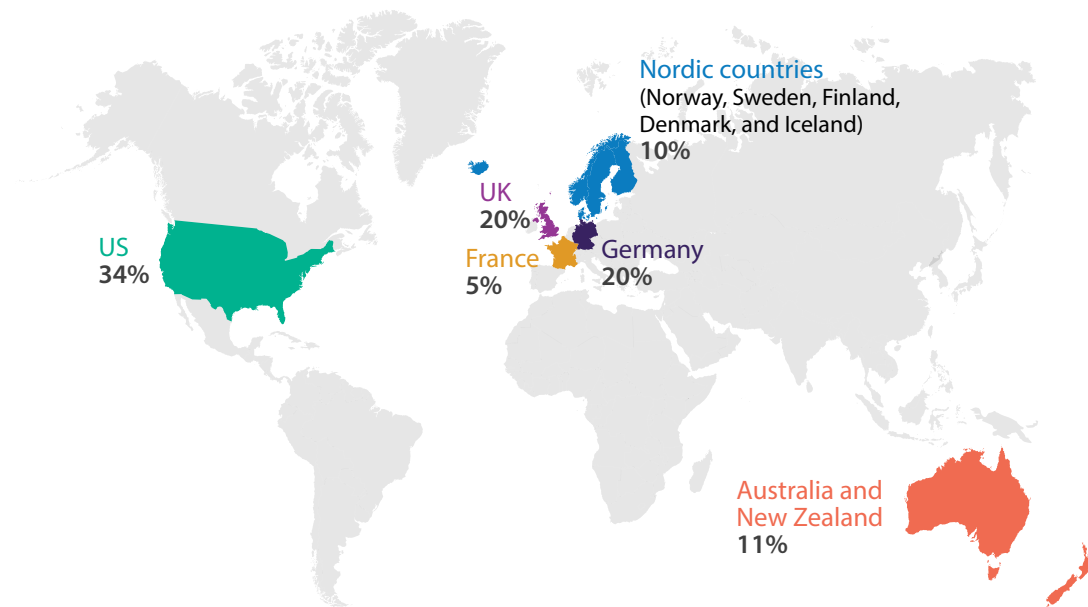 Nordic countries
(Norway, Sweden, Finland,
Denmark, and Iceland)
10%
UK
20%
US
34%
France
5%
Germany
20%
Australia and
New Zealand
11%